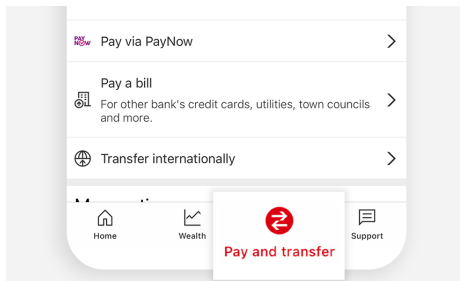 PAY NOW
Pay via PayNow
Pay a bill
For other bank's credit cards, utilities, town councils
and more.
Transfer internationally
Home
Wealth
Pay and transfer
Support